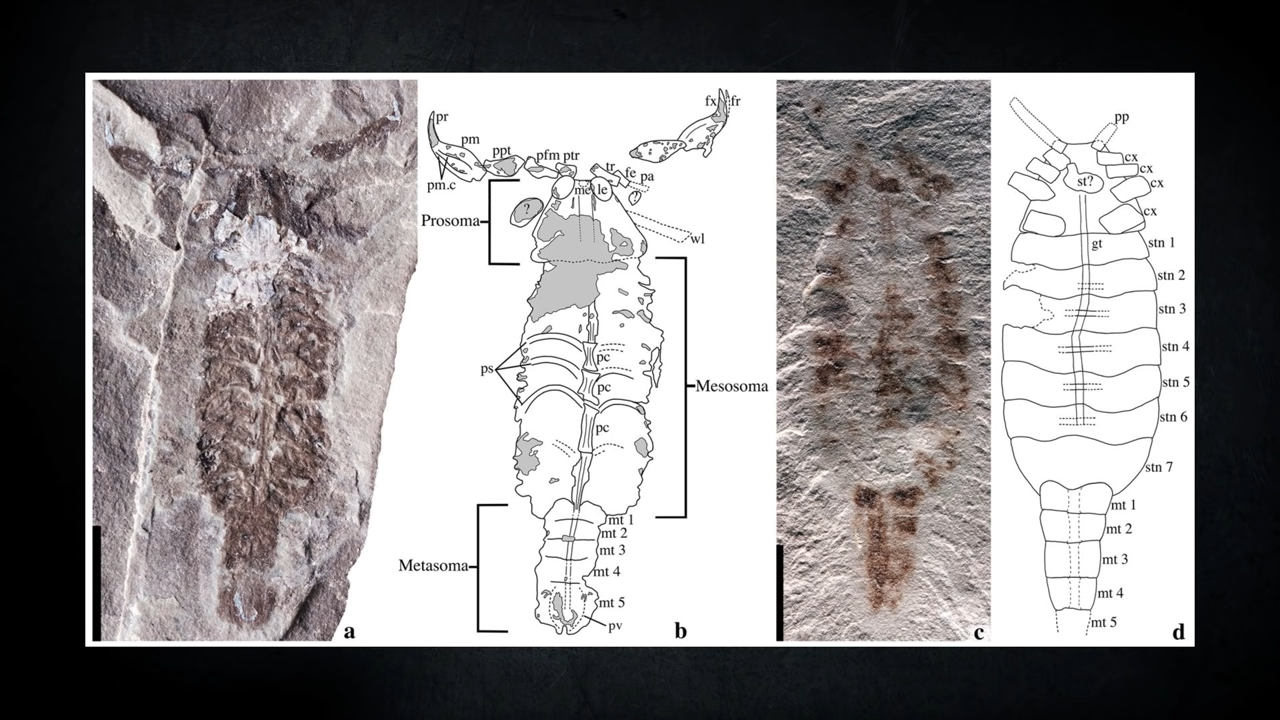 fx
fr
pr
pm
ppt
pfm
ptr
tr
fe
pa
pm.c
me
le
?
?
Prosoma
wl
ps
pc
pc
pc
Mesosoma
Metasoma
mt 1
mt 2
mt 3
mt 4
mt 5
pv
a
b
pp
cx
cx
cx
cx
st?
gt
stn 1
stn 2
stn 3
stn 4
stn 5
stn 6
stn 7
mt 1
mt 2
mt 3
mt 4
mt 5
c
d